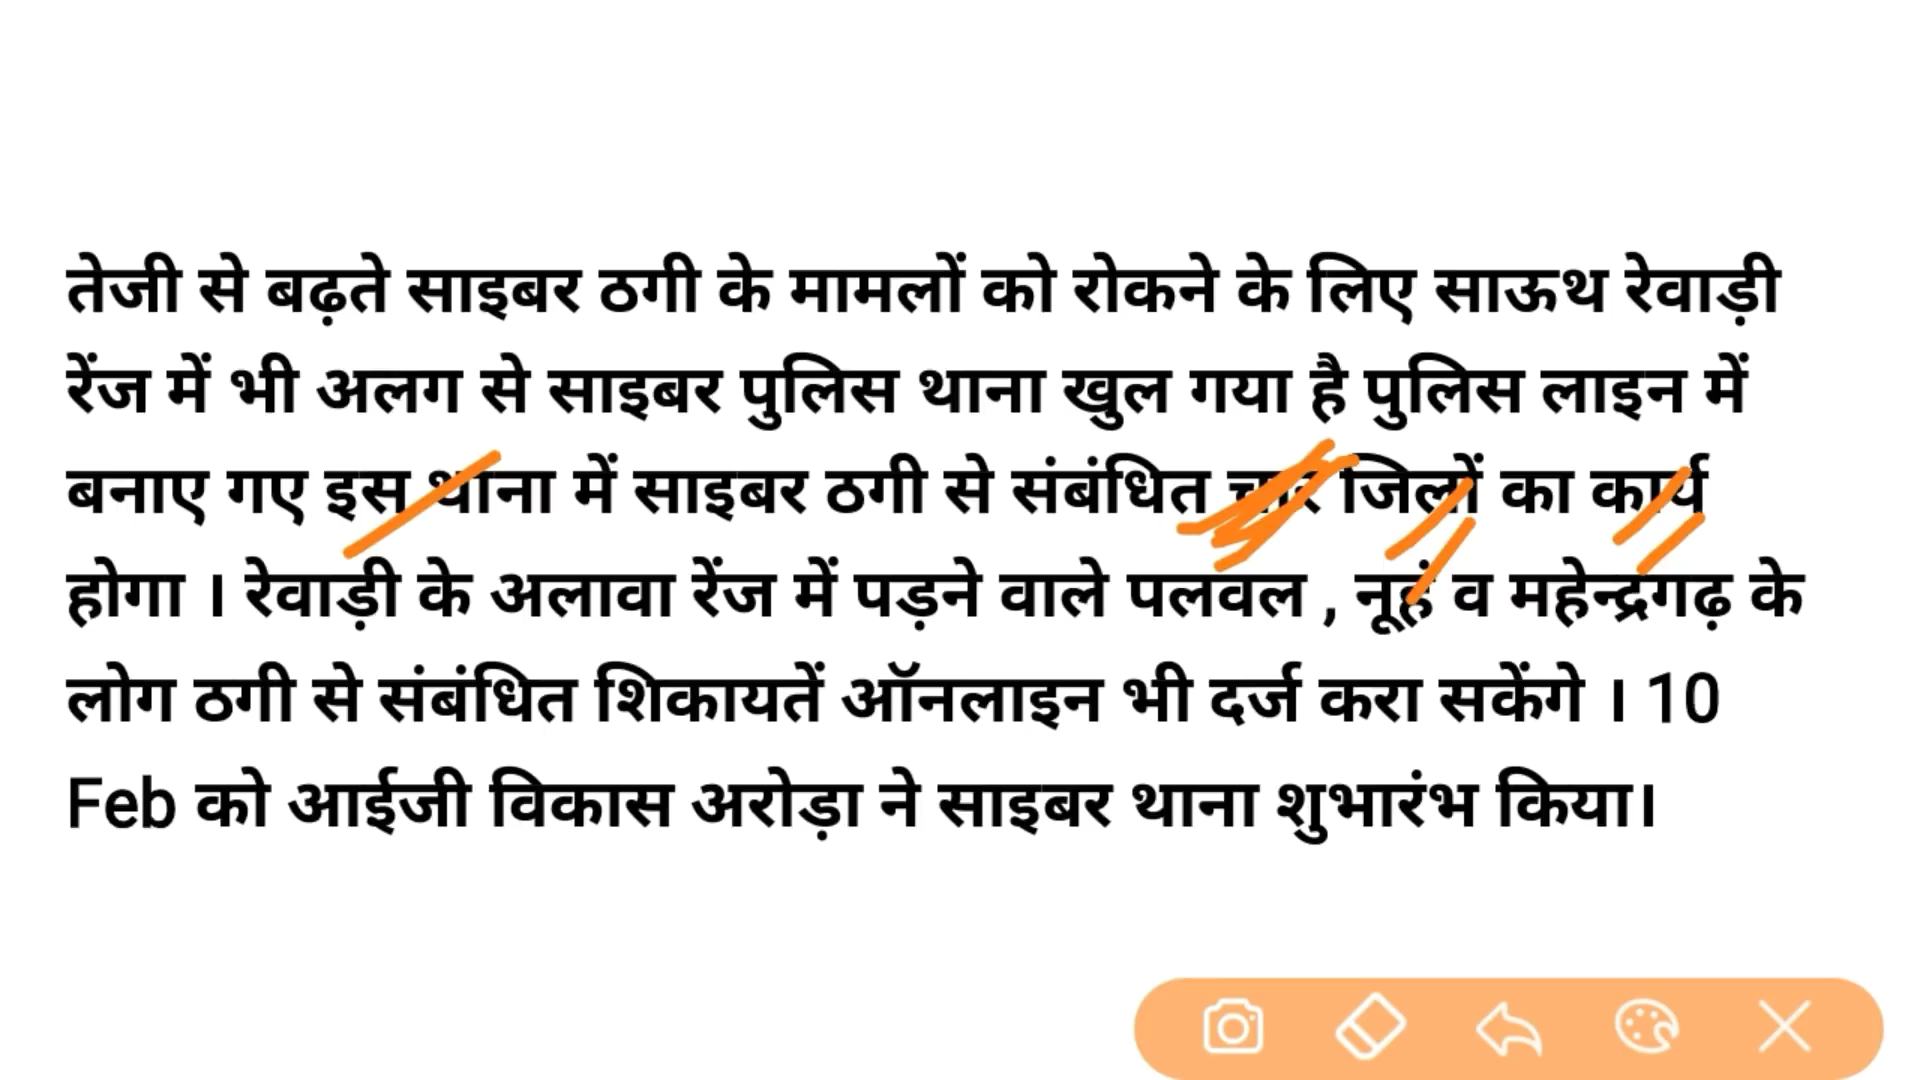 तेजी से बढ़ते साइबर ठगी के मामलों को रोकने के लिए साऊथ रेवाड़ी
रेंज में भी अलग से साइबर पुलिस थाना खुल गया है पुलिस लाइन में
बनाए गए इस थाना में साइबर ठगी से संबंधित चार जिलों का कार्य
होगा । रेवाड़ी के अलावा रेंज में पड़ने वाले पलवल , नूहं व महेन्द्रगढ़ के
लोग ठगी से संबंधित शिकायतें ऑनलाइन भी दर्ज करा सकेंगे । 10
Feb को आईजी विकास अरोड़ा ने साइबर थाना शुभारंभ किया।